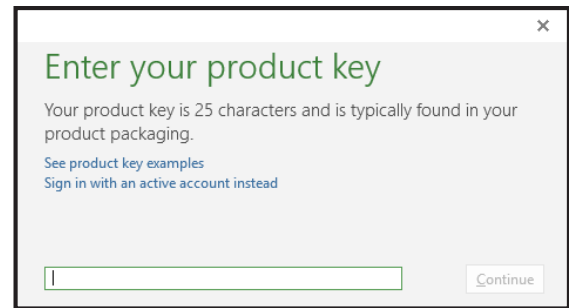 Enter your product key
Your product key is 25 characters and is typically found in your
product packaging.
See product key examples
Sign in with an active account instead
Continue